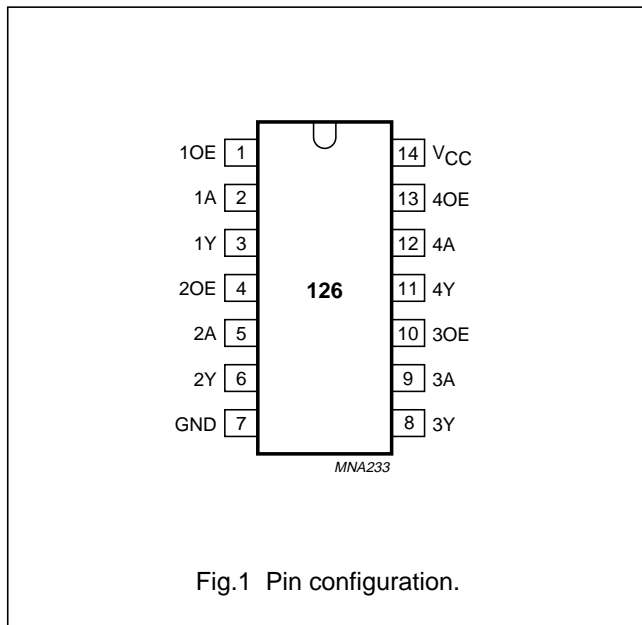 1OE 1 14 VCC
1A 2 13 4OE
1Y 3 12 4A
2OE 4 126 11 4Y
2A 5 10 3OE
2Y 6 9 3A
GND 7 8 3Y
MNA233
Fig.1 Pin configuration.